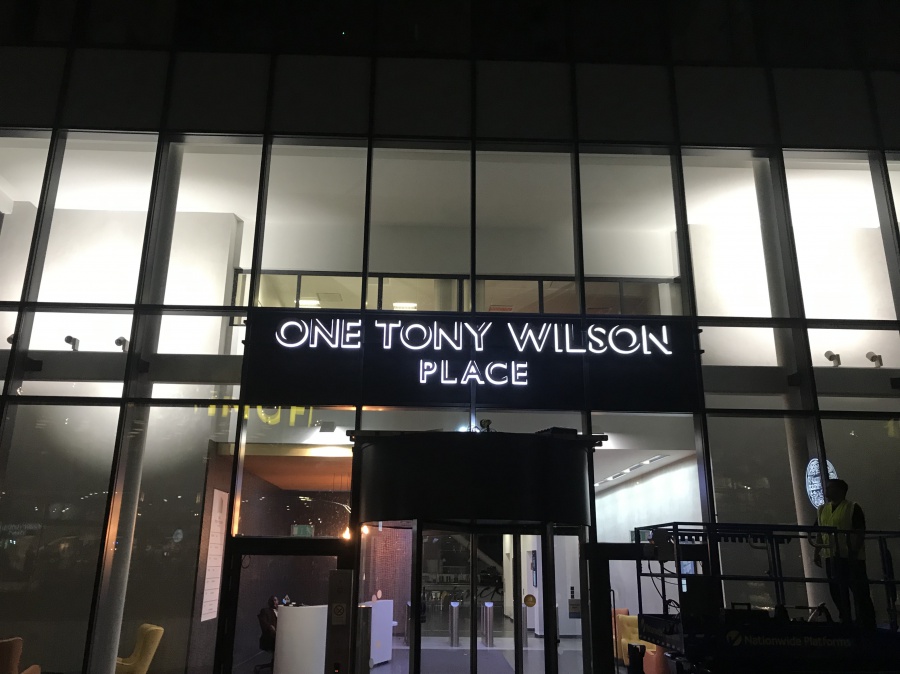 ONE TONY WILSON
PLACE
Nationwide Platforms